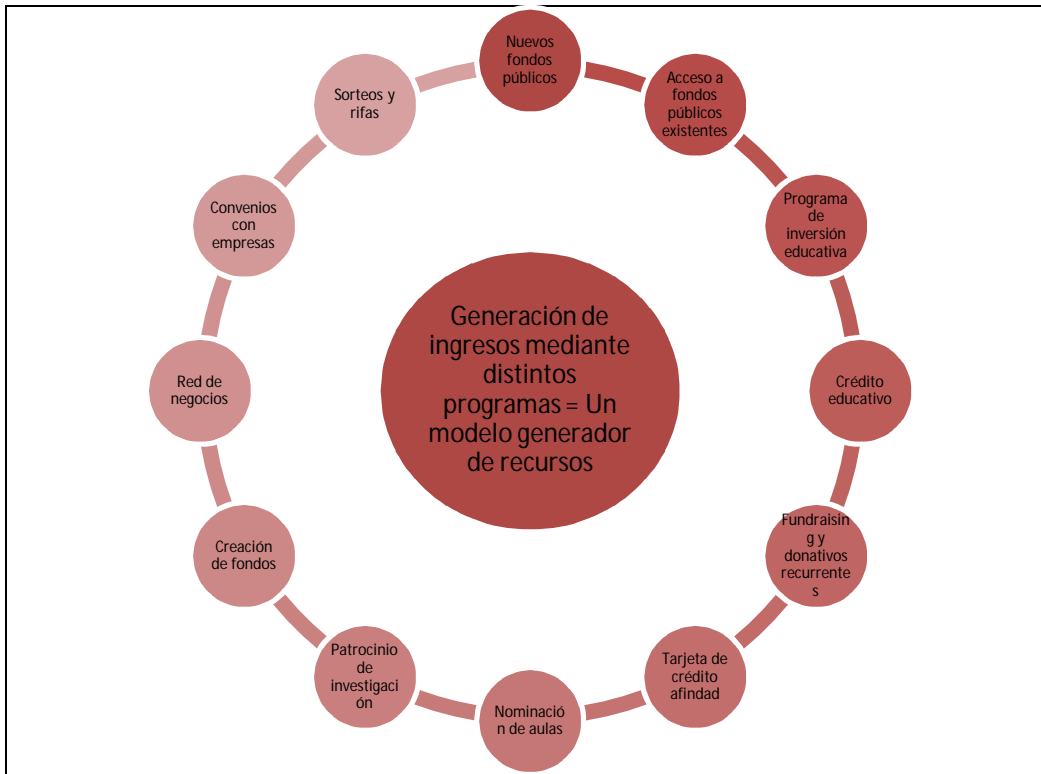 Nuevos
fondos
públicos
Acceso a
fondos
públicos
existentes
Programa
de
inversión
educativa
Crédito
educativo
Fundraisin
g y
donativos
recurrente
s
Tarjeta de
crédito
afindad
Nominació
n de aulas
Patrocinio
de
investigaci
ón
Creación
de fondos
Red de
negocios
Convenios
con
empresas
Sorteos y
rifas
Generación de
ingresos mediante
distintos
programas = Un
modelo generador
de recursos